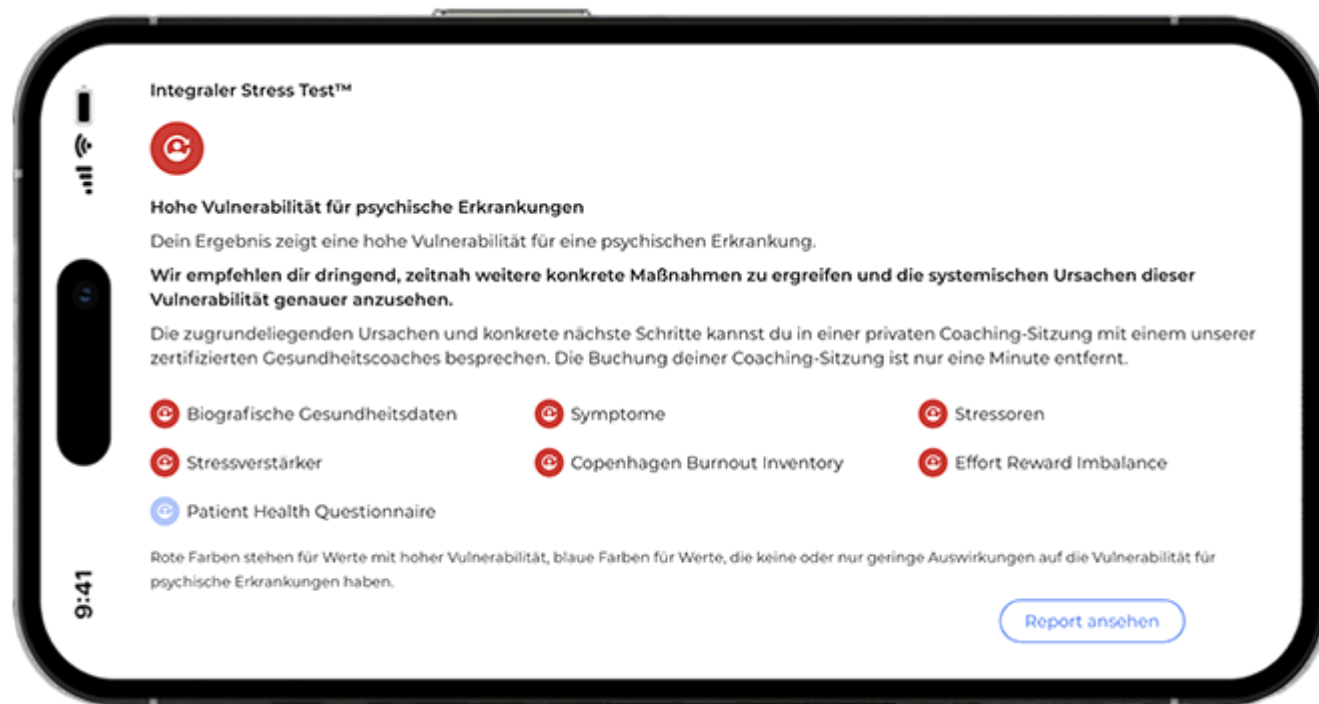 Integraler Stress Test™
Hohe Vulnerabilität für psychische Erkrankungen
Dein Ergebnis zeigt eine hohe Vulnerabilität für eine psychischen Erkrankung.
Wir empfehlen dir dringend, zeitnah weitere konkrete Maßnahmen zu ergreifen und die systemischen Ursachen dieser
Vulnerabilität genauer anzusehen.
Die zugrundeliegenden Ursachen und konkrete nächste Schritte kannst du in einer privaten Coaching-Sitzung mit einem unserer
zertifizierten Gesundheitscoaches besprechen. Die Buchung deiner Coaching-Sitzung ist nur eine Minute entfernt.
Biografische Gesundheitsdaten
Symptome
Stressoren
Stressverstärker
Copenhagen Burnout Inventory
Effort Reward Imbalance
Patient Health Questionnaire
Rote Farben stehen für Werte mit hoher Vulnerabilität, blaue Farben für Werte, die keine oder nur geringe Auswirkungen auf die Vulnerabilität für
psychische Erkrankungen haben.
Report ansehen
9:41